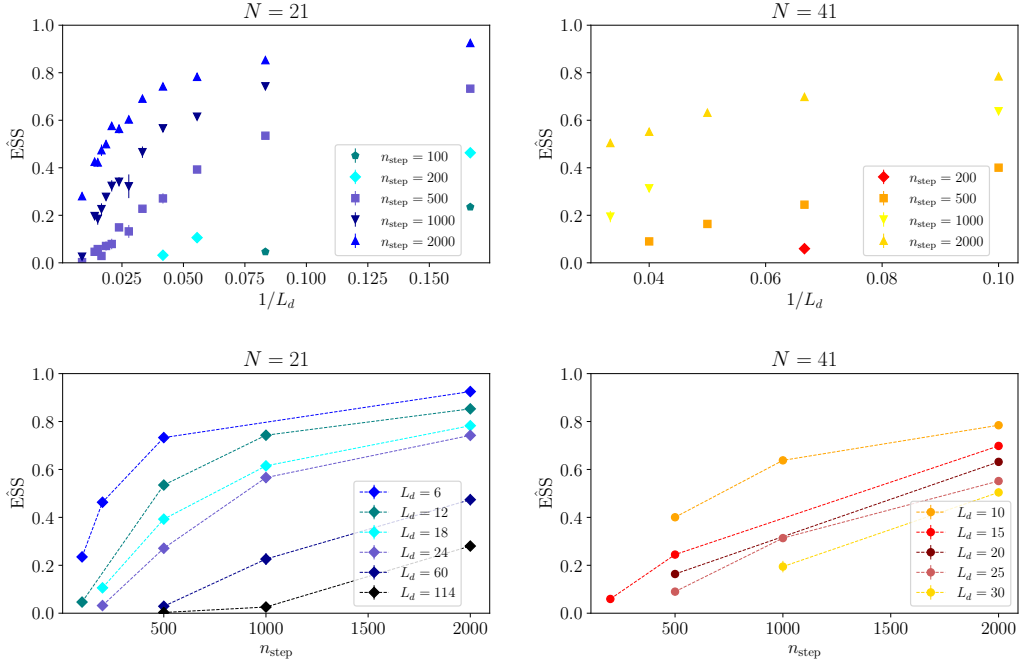 N = 21
1.0
0.8
0.6
0.4
0.2
0.0
EŜS
n_step = 100
n_step = 200
n_step = 500
n_step = 1000
n_step = 2000
0.025 0.050 0.075 0.100 0.125 0.150
1/L_d
N = 41
1.0
0.8
0.6
0.4
0.2
0.0
EŜS
n_step = 200
n_step = 500
n_step = 1000
n_step = 2000
0.04 0.06 0.08 0.10
1/L_d
N = 21
1.0
0.8
0.6
0.4
0.2
0.0
EŜS
L_d = 6
L_d = 12
L_d = 18
L_d = 24
L_d = 60
L_d = 114
500 1000 1500 2000
n_step
N = 41
1.0
0.8
0.6
0.4
0.2
0.0
EŜS
L_d = 10
L_d = 15
L_d = 20
L_d = 25
L_d = 30
500 1000 1500 2000
n_step